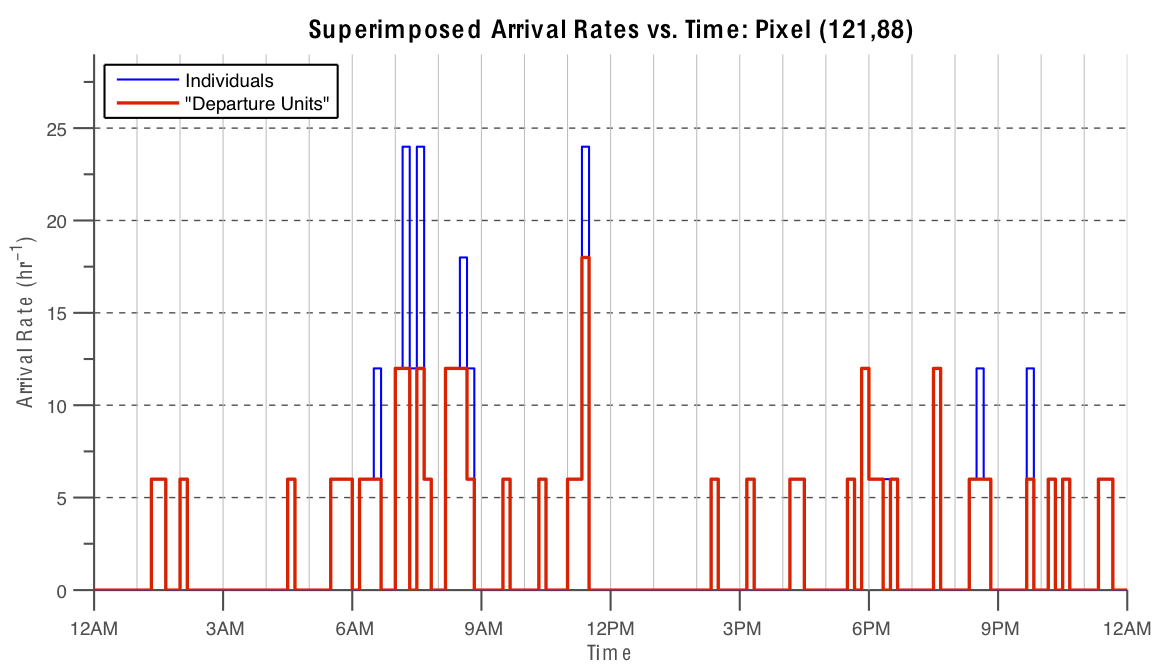 Superimposed Arrival Rates vs. Time: Pixel (121,88)
Individuals
"Departure Units"
25
20
15
10
5
0
Arrival Rate (hr⁻¹)
12AM 3AM 6AM 9AM 12PM 3PM 6PM 9PM 12AM
Time